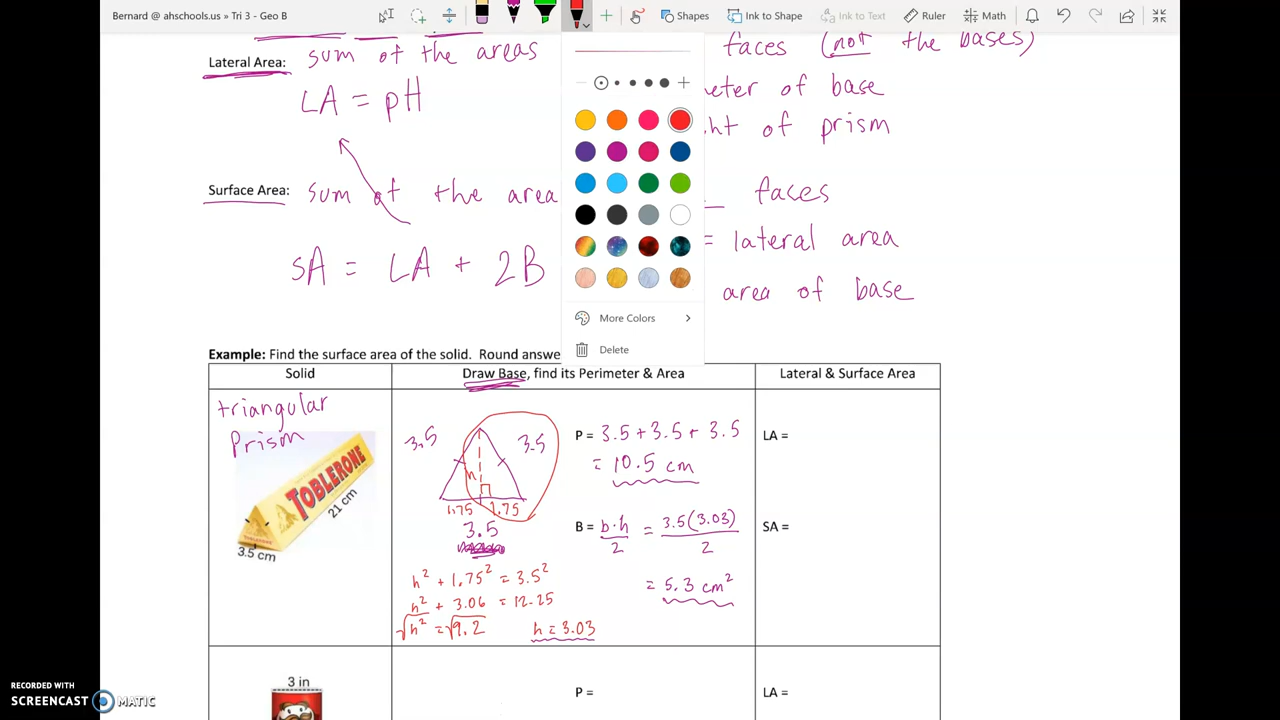 Bernard @ ahschools.us » Tri 3 - Geo B
Shapes
Ink to Shape
Ink to Text
Ruler
Math
Lateral Area: sum of the areas faces (not the bases)
LA = pH
eter of base
ht of prism
Surface Area: sum of the area faces
SA = LA + 2B
= lateral area
area of base
More Colors
Delete
Example: Find the surface area of the solid. Round answe
Solid
Draw Base, find its Perimeter & Area
Lateral & Surface Area
triangular
Prism
TOBLERONE
21 cm
3.5 cm
3.5
3.5
h
1.75 1.75
3.5
h² + 1.75² = 3.5²
h² + 3.06 = 12.25
√h² = √9.2 h = 3.03
P = 3.5 + 3.5 + 3.5
= 10.5 cm
B = b·h/2 = 3.5(3.03)/2
= 5.3 cm²
LA =
SA =
3 in
P =
LA =
RECORDED WITH
SCREENCAST MATIC